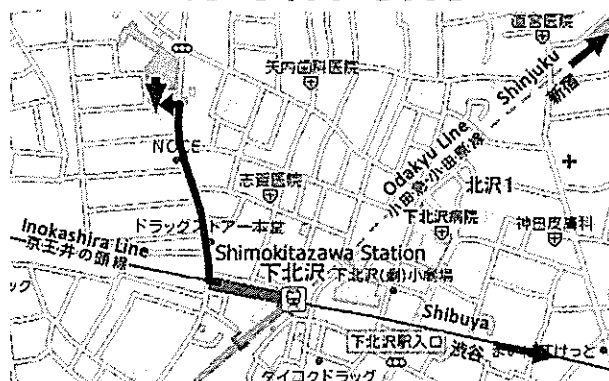 直宮医院
矢内歯科医院
Shinjuku
新宿
NOCE
Odakyu Line
小田急小田原線
志賀医院
北沢1
下北沢病院
神田皮膚科
ドラッグストアー本堂
Inokashira Line
京王井の頭線
Shimokitazawa Station
下北沢
下北沢(劇)小劇場
ック
Shibuya
渋谷
下北沢駅入口
ダイコクドラッグ